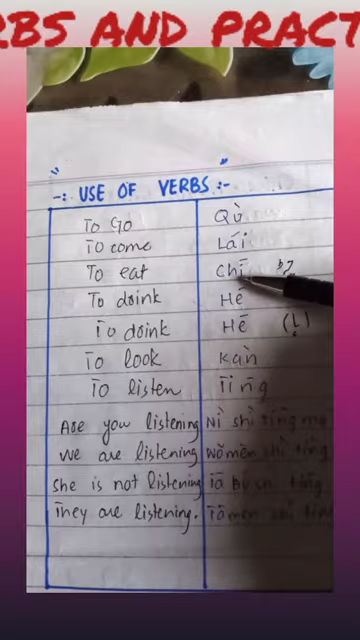 RBS AND PRACT
-: USE OF VERBS :-
To Go Qù
To come Lái
To eat Chī
To drink Hē
To drink Hē (L)
To look Kàn
To listen Tīng
Are you listening Nǐ shì tīng ma
We are listening Wǒmen shì tīng
She is not listening Tā bú shì tīng
They are listening. Tāmen shì tīng